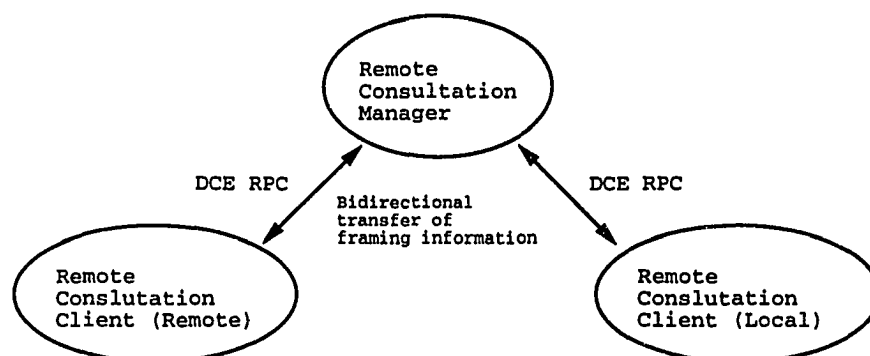 Remote
Consultation
Manager
DCE RPC
DCE RPC
Bidirectional
transfer of
framing information
Remote
Conslutation
Client (Remote)
Remote
Conslutation
Client (Local)